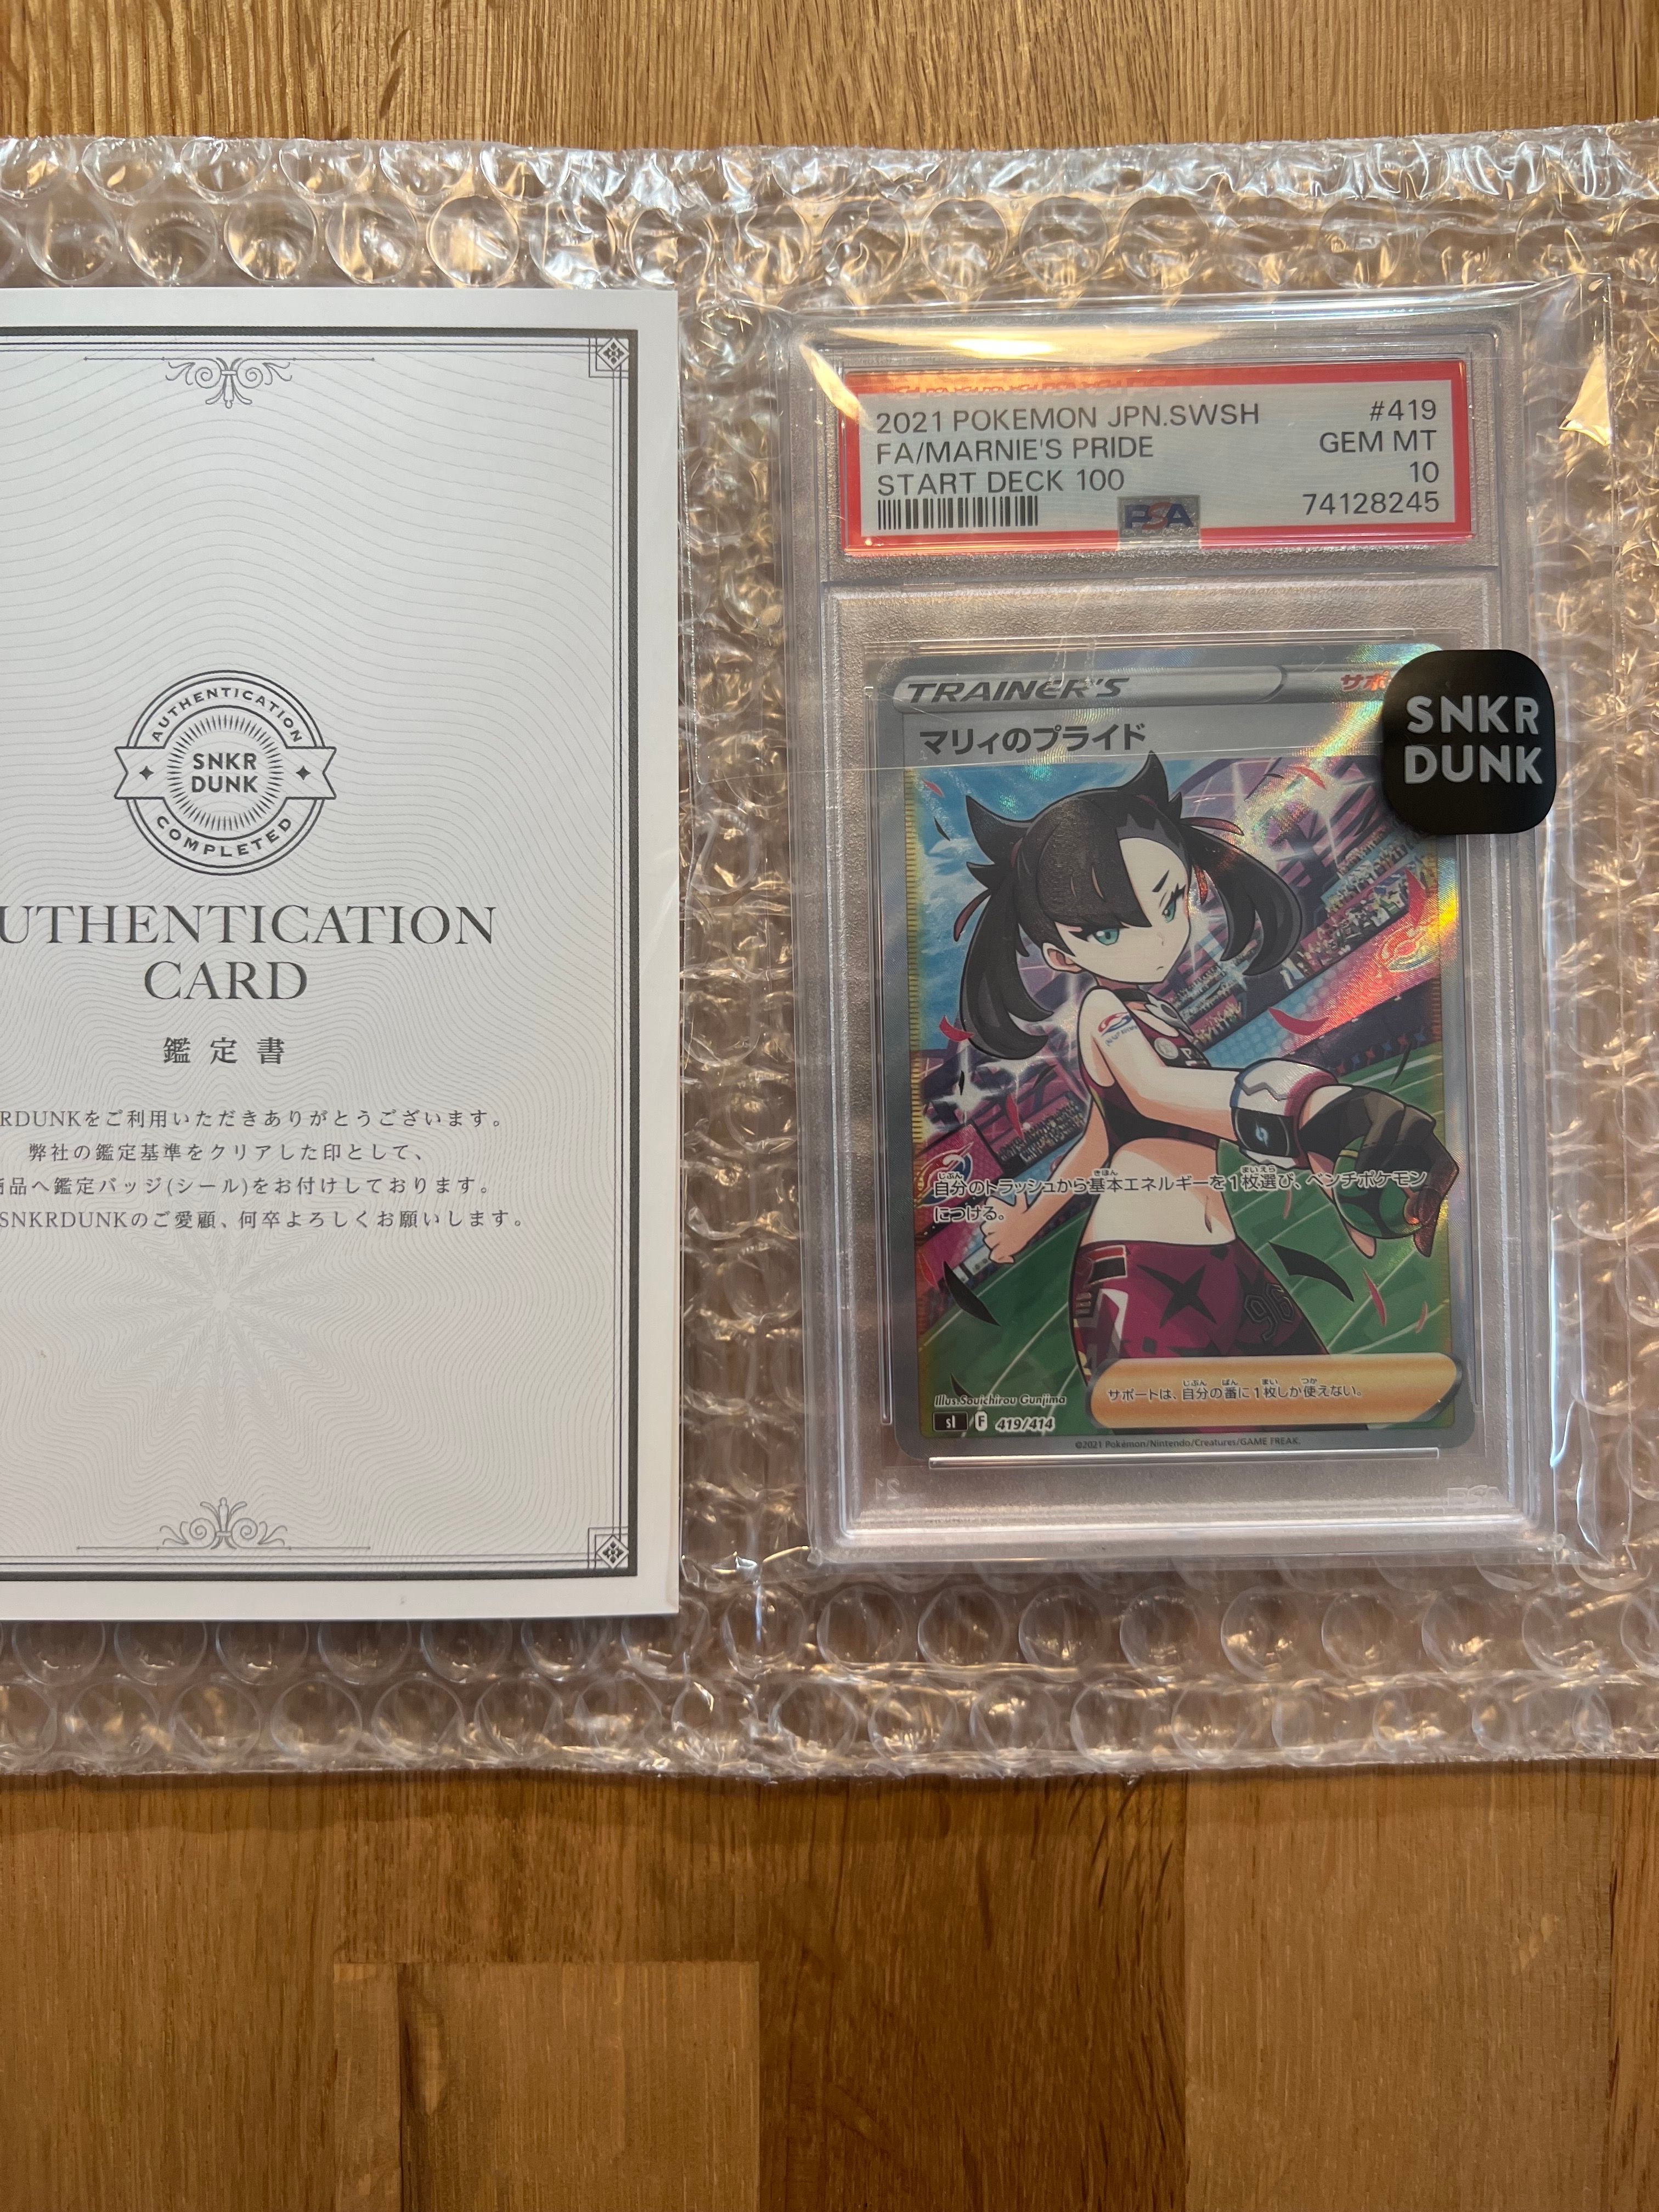 AUTHENTICATION
SNKR
DUNK
COMPLETED
UTHENTICATION
CARD
鑑定書
RDUNKをご利用いただきありがとうございます。
弊社の鑑定基準をクリアした印として、
商品へ鑑定バッジ(シール)をお付けしております。
SNKRDUNKのご愛顧、何卒よろしくお願いします。
2021 POKEMON JPN.SWSH #419
FA/MARNIE'S PRIDE GEM MT
START DECK 100 10
PSA 74128245
TRAINER'S サポ
マリィのプライド
SNKR
DUNK
自分のトラッシュから基本エネルギーを1枚選び、ベンチポケモン
につける。
96
サポートは、自分の番に1枚しか使えない。
Illus. Souichirou Gunjima
sI F 419/414
©2021 Pokémon/Nintendo/Creatures/GAME FREAK